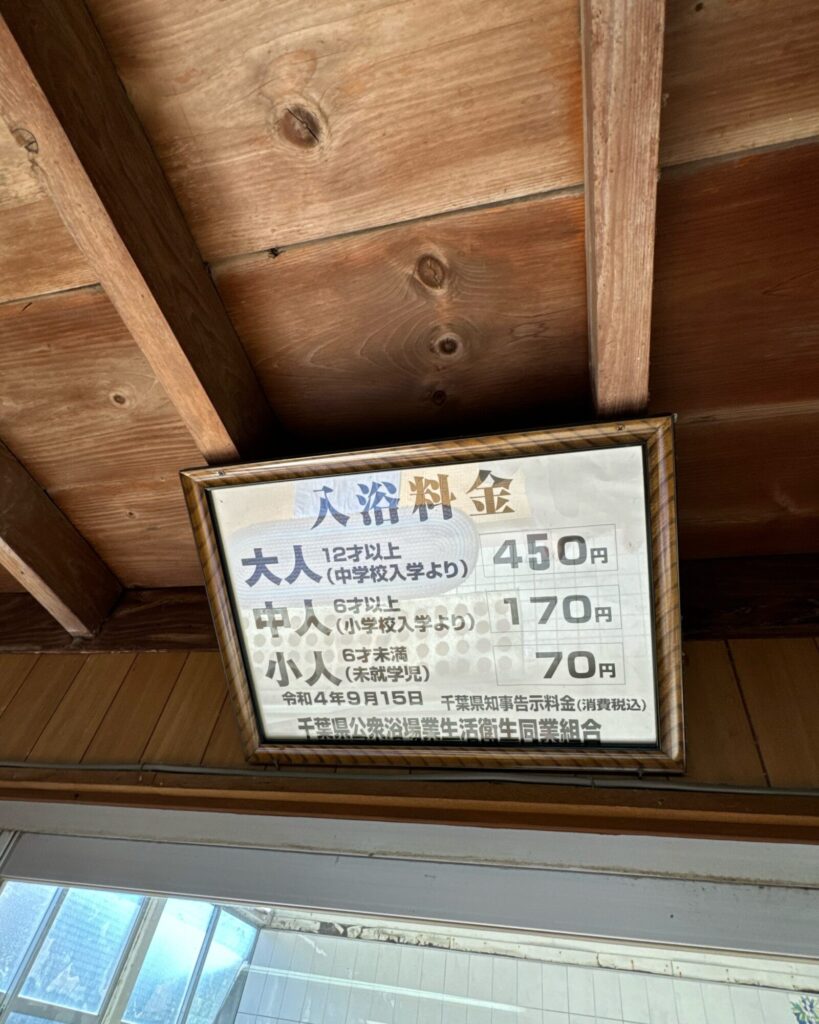 入浴料金
大人 12才以上 (中学校入学より) 450円
中人 6才以上 (小学校入学より) 170円
小人 6才未満 (未就学児) 70円
令和4年9月15日 千葉県知事告示料金(消費税込)
千葉県公衆浴場業生活衛生同業組合